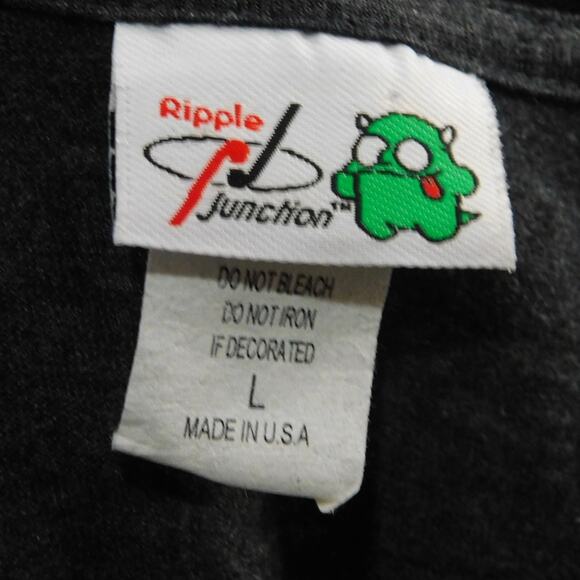 Ripple
Junction™
DO NOT BLEACH
DO NOT IRON
IF DECORATED
L
MADE IN U.S.A